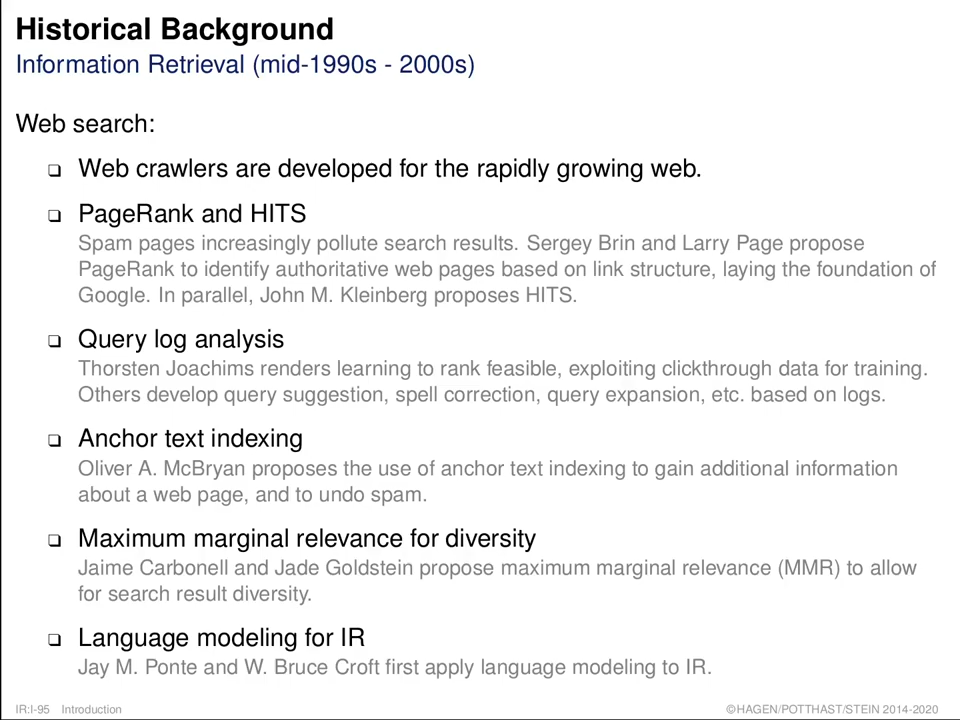 Historical Background
Information Retrieval (mid-1990s - 2000s)
Web search:
❑ Web crawlers are developed for the rapidly growing web.
❑ PageRank and HITS
Spam pages increasingly pollute search results. Sergey Brin and Larry Page propose
PageRank to identify authoritative web pages based on link structure, laying the foundation of
Google. In parallel, John M. Kleinberg proposes HITS.
❑ Query log analysis
Thorsten Joachims renders learning to rank feasible, exploiting clickthrough data for training.
Others develop query suggestion, spell correction, query expansion, etc. based on logs.
❑ Anchor text indexing
Oliver A. McBryan proposes the use of anchor text indexing to gain additional information
about a web page, and to undo spam.
❑ Maximum marginal relevance for diversity
Jaime Carbonell and Jade Goldstein propose maximum marginal relevance (MMR) to allow
for search result diversity.
❑ Language modeling for IR
Jay M. Ponte and W. Bruce Croft first apply language modeling to IR.
IR:I-95 Introduction ©HAGEN/POTTHAST/STEIN 2014-2020